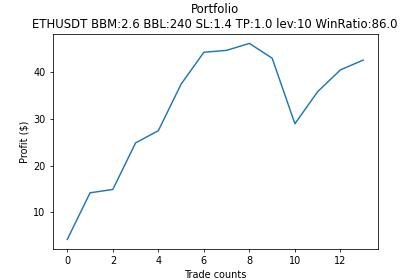 Portfolio
ETHUSDT BBM:2.6 BBL:240 SL:1.4 TP:1.0 lev:10 WinRatio:86.0
Profit ($)
40
30
20
10
0 2 4 6 8 10 12
Trade counts